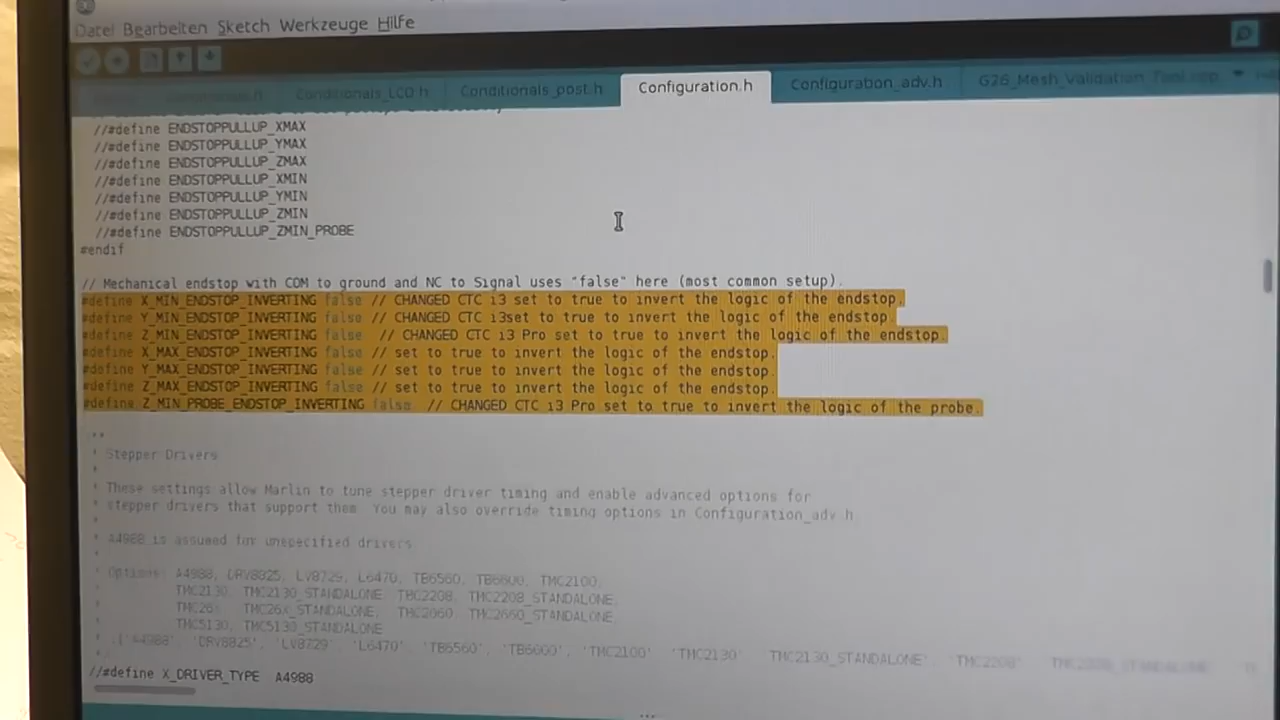 Datei Bearbeiten Sketch Werkzeuge Hilfe
Conditionals_LCD.h Conditionals_post.h Configuration.h Configuration_adv.h G26_Mesh_Validation_Tool.cpp
//#define ENDSTOPPULLUP_XMAX
//#define ENDSTOPPULLUP_YMAX
//#define ENDSTOPPULLUP_ZMAX
//#define ENDSTOPPULLUP_XMIN
//#define ENDSTOPPULLUP_YMIN
//#define ENDSTOPPULLUP_ZMIN
//#define ENDSTOPPULLUP_ZMIN_PROBE
#endif
// Mechanical endstop with COM to ground and NC to Signal uses "false" here (most common setup).
#define X_MIN_ENDSTOP_INVERTING false // CHANGED CTC i3 set to true to invert the logic of the endstop.
#define Y_MIN_ENDSTOP_INVERTING false // CHANGED CTC i3set to true to invert the logic of the endstop.
#define Z_MIN_ENDSTOP_INVERTING false // CHANGED CTC i3 Pro set to true to invert the logic of the endstop.
#define X_MAX_ENDSTOP_INVERTING false // set to true to invert the logic of the endstop.
#define Y_MAX_ENDSTOP_INVERTING false // set to true to invert the logic of the endstop.
#define Z_MAX_ENDSTOP_INVERTING false // set to true to invert the logic of the endstop.
#define Z_MIN_PROBE_ENDSTOP_INVERTING false // CHANGED CTC i3 Pro set to true to invert the logic of the probe.
**
* Stepper Drivers
*
* These settings allow Marlin to tune stepper driver timing and enable advanced options for
* stepper drivers that support them. You may also override timing options in Configuration_adv.h
*
* A4988 is assumed for unspecified drivers
*
* Options: A4988, DRV8825, LV8729, L6470, TB6560, TB6600, TMC2100,
* TMC2130, TMC2130_STANDALONE, TMC2208, TMC2208_STANDALONE,
* TMC26X, TMC26X_STANDALONE, TMC2660, TMC2660_STANDALONE,
* TMC5130, TMC5130_STANDALONE
* :['A4988', 'DRV8825', 'LV8729', 'L6470', 'TB6560', 'TB6600', 'TMC2100', 'TMC2130', 'TMC2130_STANDALONE', 'TMC2208',
//#define X_DRIVER_TYPE A4988